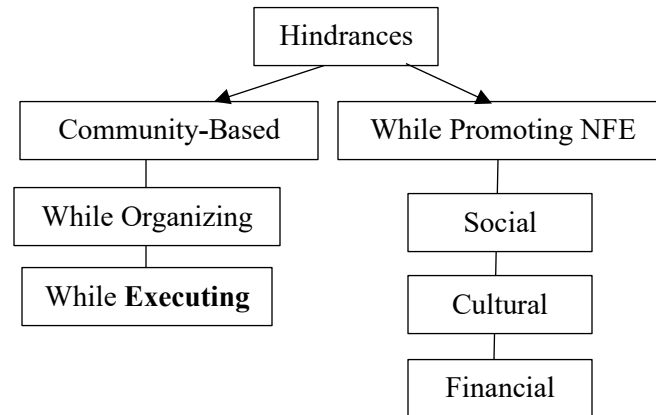 Hindrances
Community-Based
While Promoting NFE
While Organizing
Social
While Executing
Cultural
Financial